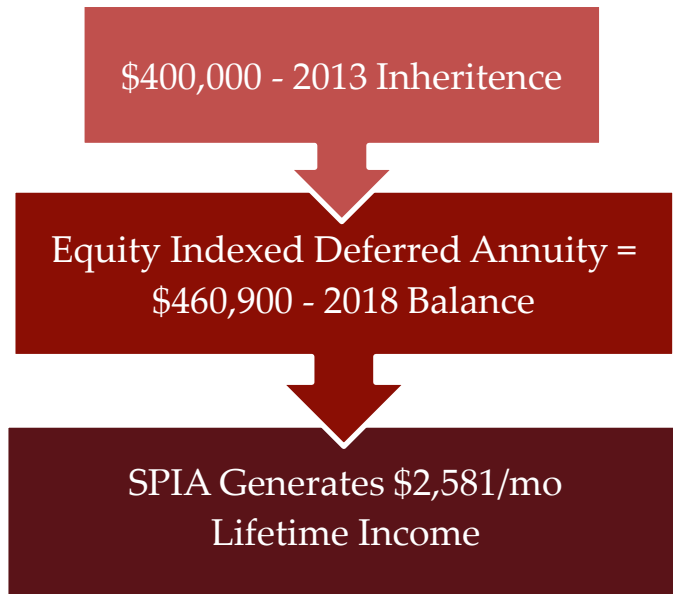 $400,000 - 2013 Inheritence
Equity Indexed Deferred Annuity =
$460,900 - 2018 Balance
SPIA Generates $2,581/mo
Lifetime Income